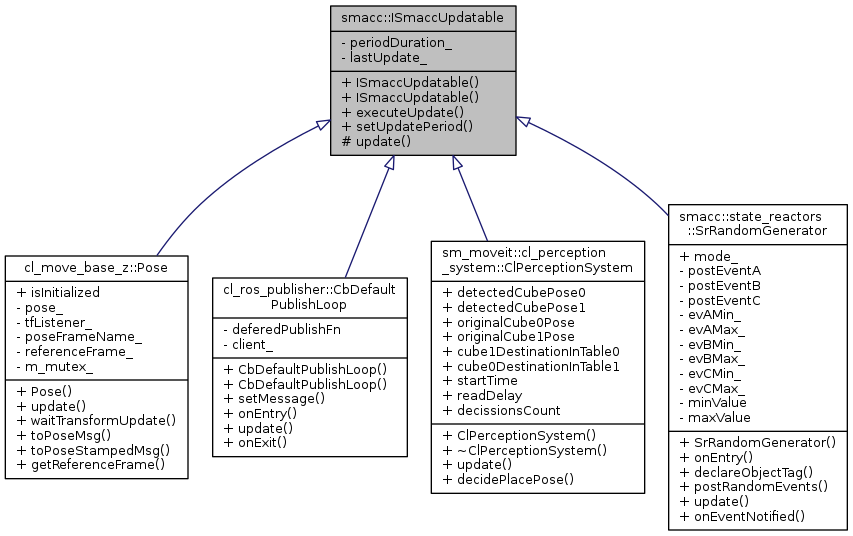 smacc::ISmaccUpdatable
- periodDuration_
- lastUpdate_
+ ISmaccUpdatable()
+ ISmaccUpdatable()
+ executeUpdate()
+ setUpdatePeriod()
# update()
cl_move_base_z::Pose
+ isInitialized
- pose_
- tfListener_
- poseFrameName_
- referenceFrame_
- m_mutex_
+ Pose()
+ update()
+ waitTransformUpdate()
+ toPoseMsg()
+ toPoseStampedMsg()
+ getReferenceFrame()
cl_ros_publisher::CbDefault
PublishLoop
- deferedPublishFn
- client_
+ CbDefaultPublishLoop()
+ CbDefaultPublishLoop()
+ setMessage()
+ onEntry()
+ update()
+ onExit()
sm_moveit::cl_perception
_system::ClPerceptionSystem
+ detectedCubePose0
+ detectedCubePose1
+ originalCube0Pose
+ originalCube1Pose
+ cube1DestinationInTable0
+ cube0DestinationInTable1
+ startTime
+ readDelay
+ decissionsCount
+ ClPerceptionSystem()
+ ~ClPerceptionSystem()
+ update()
+ decidePlacePose()
smacc::state_reactors
::SrRandomGenerator
+ mode_
- postEventA
- postEventB
- postEventC
- evAMin_
- evAMax_
- evBMin_
- evBMax_
- evCMin_
- evCMax_
- minValue
- maxValue
+ SrRandomGenerator()
+ onEntry()
+ declareObjectTag()
+ postRandomEvents()
+ update()
+ onEventNotified()